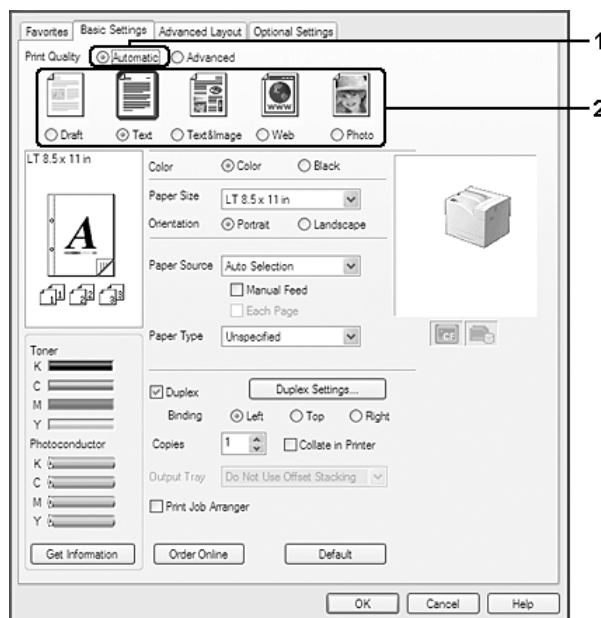 Favorites Basic Settings Advanced Layout Optional Settings
Print Quality Automatic Advanced
1
WWW
2
Draft Text Text&Image Web Photo
LT 8.5 x 11 in
Color Color Black
Paper Size LT 8.5 x 11 in
Orientation Portrait Landscape
A
Paper Source Auto Selection
Manual Feed
Each Page
Paper Type Unspecified
Toner
K
C
M
Y
Duplex Duplex Settings...
Binding Left Top Right
Photoconductor
Copies 1 Collate in Printer
K
C
M
Y
Output Tray Do Not Use Offset Stacking
Print Job Arranger
Get Information Order Online Default
OK Cancel Help